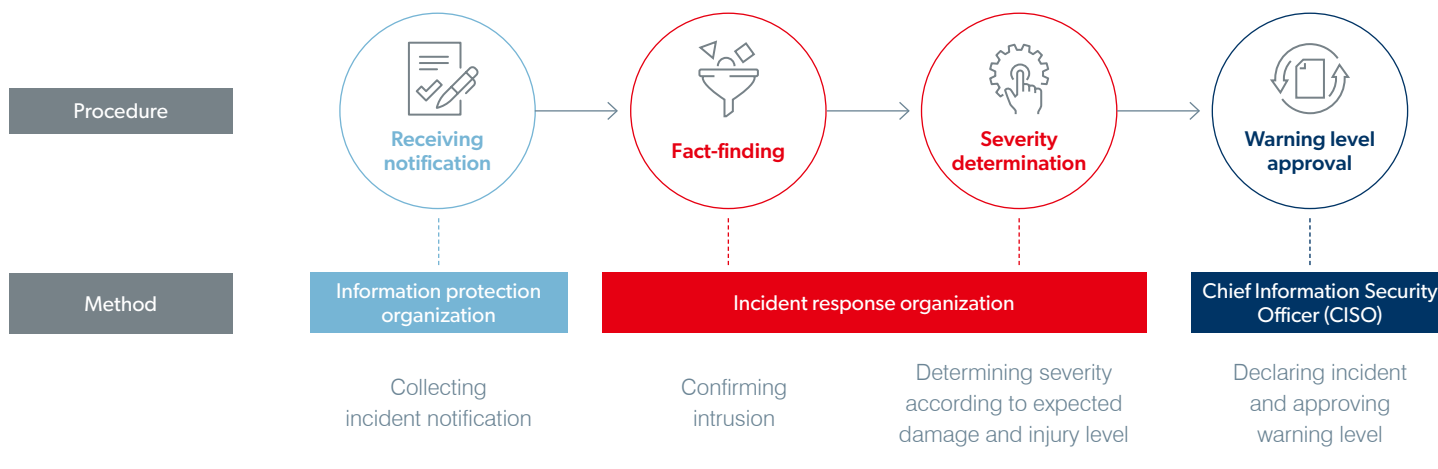 Procedure
Receiving
notification
Fact-finding
Severity
determination
Warning level
approval
Method
Information protection
organization
Incident response organization
Chief Information Security
Officer (CISO)
Collecting
incident notification
Confirming
intrusion
Determining severity
according to expected
damage and injury level
Declaring incident
and approving
warning level